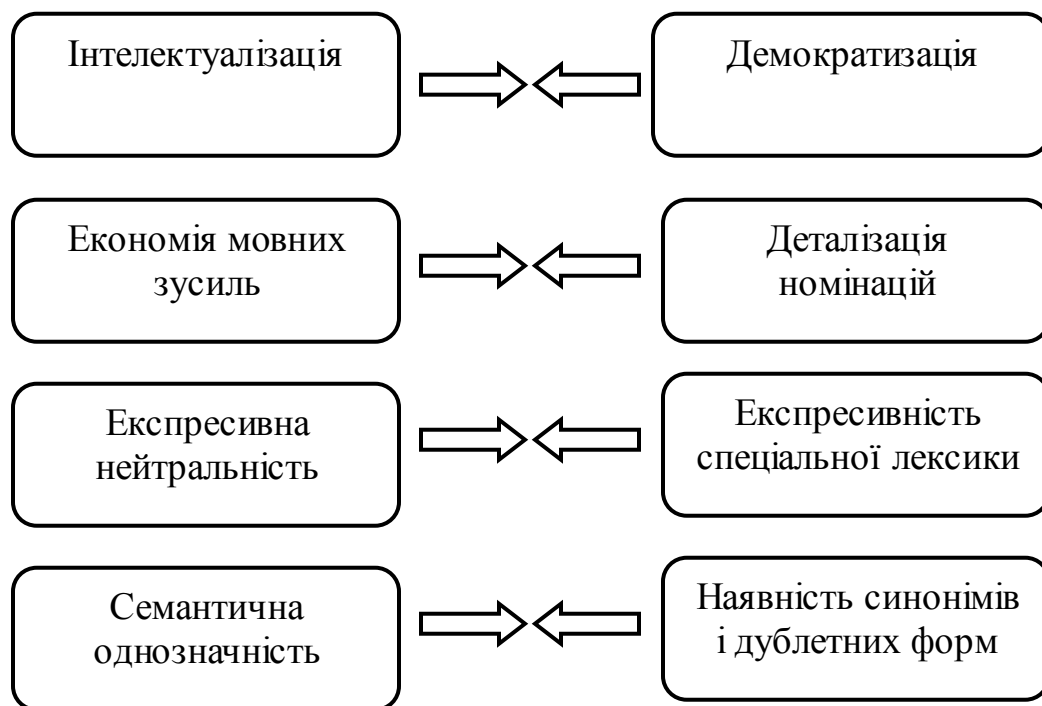 Інтелектуалізація
Демократизація
Економія мовних
зусиль
Деталізація
номінацій
Експресивна
нейтральність
Експресивність
спеціальної лексики
Семантична
однозначність
Наявність синонімів
і дублетних форм